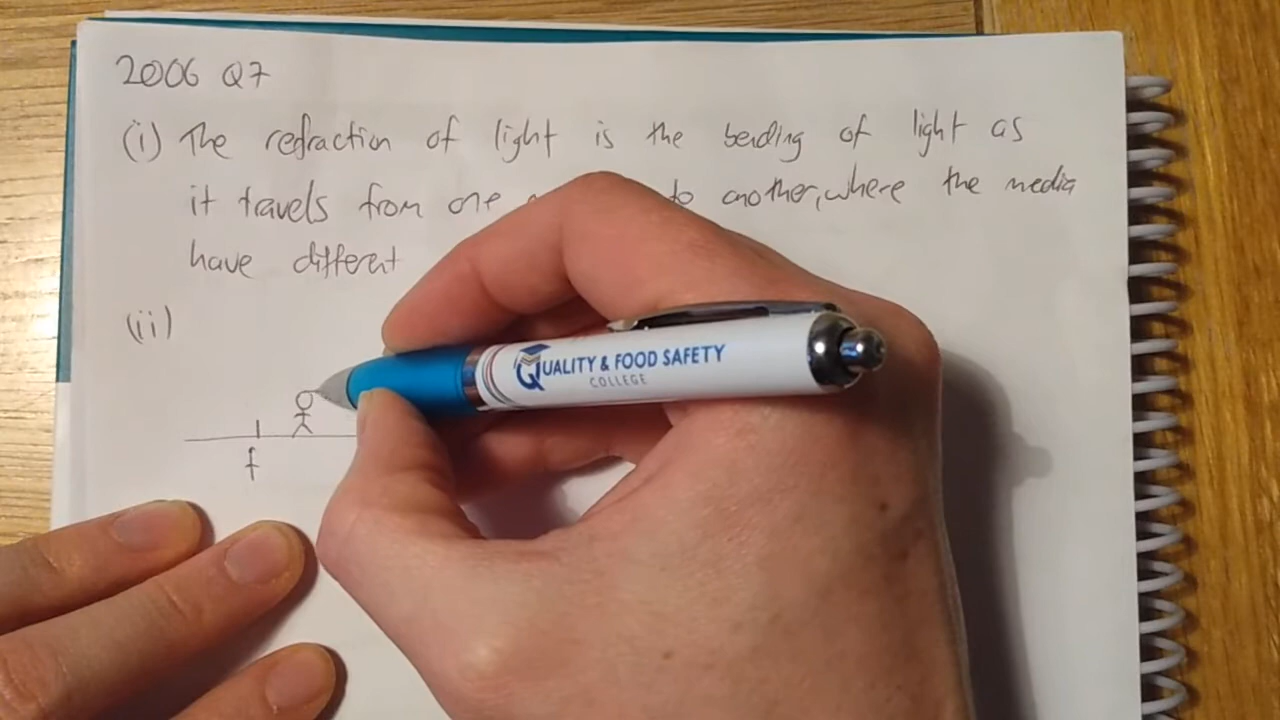 2006 Q7
(i) The refraction of light is the bending of light as
it travels from one to another, where the media
have different
(ii)
QUALITY & FOOD SAFETY
COLLEGE
f